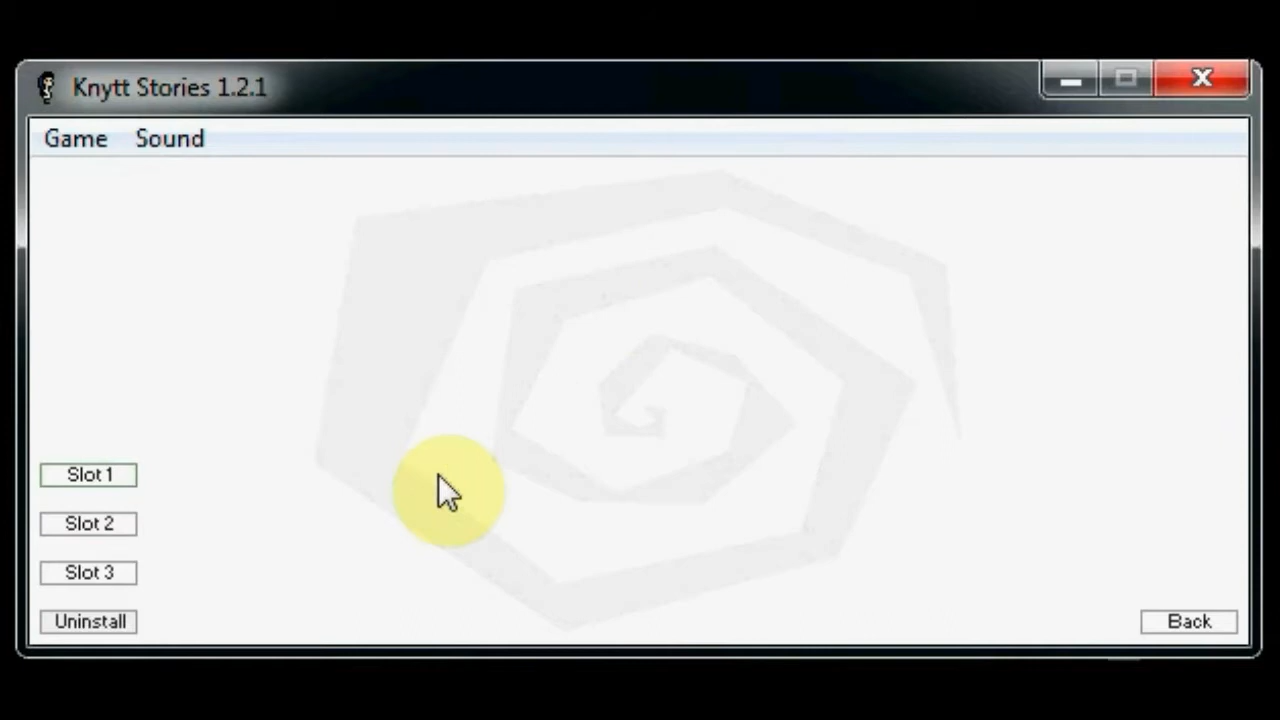 Knytt Stories 1.2.1
Game Sound
Slot 1
Slot 2
Slot 3
Uninstall
Back